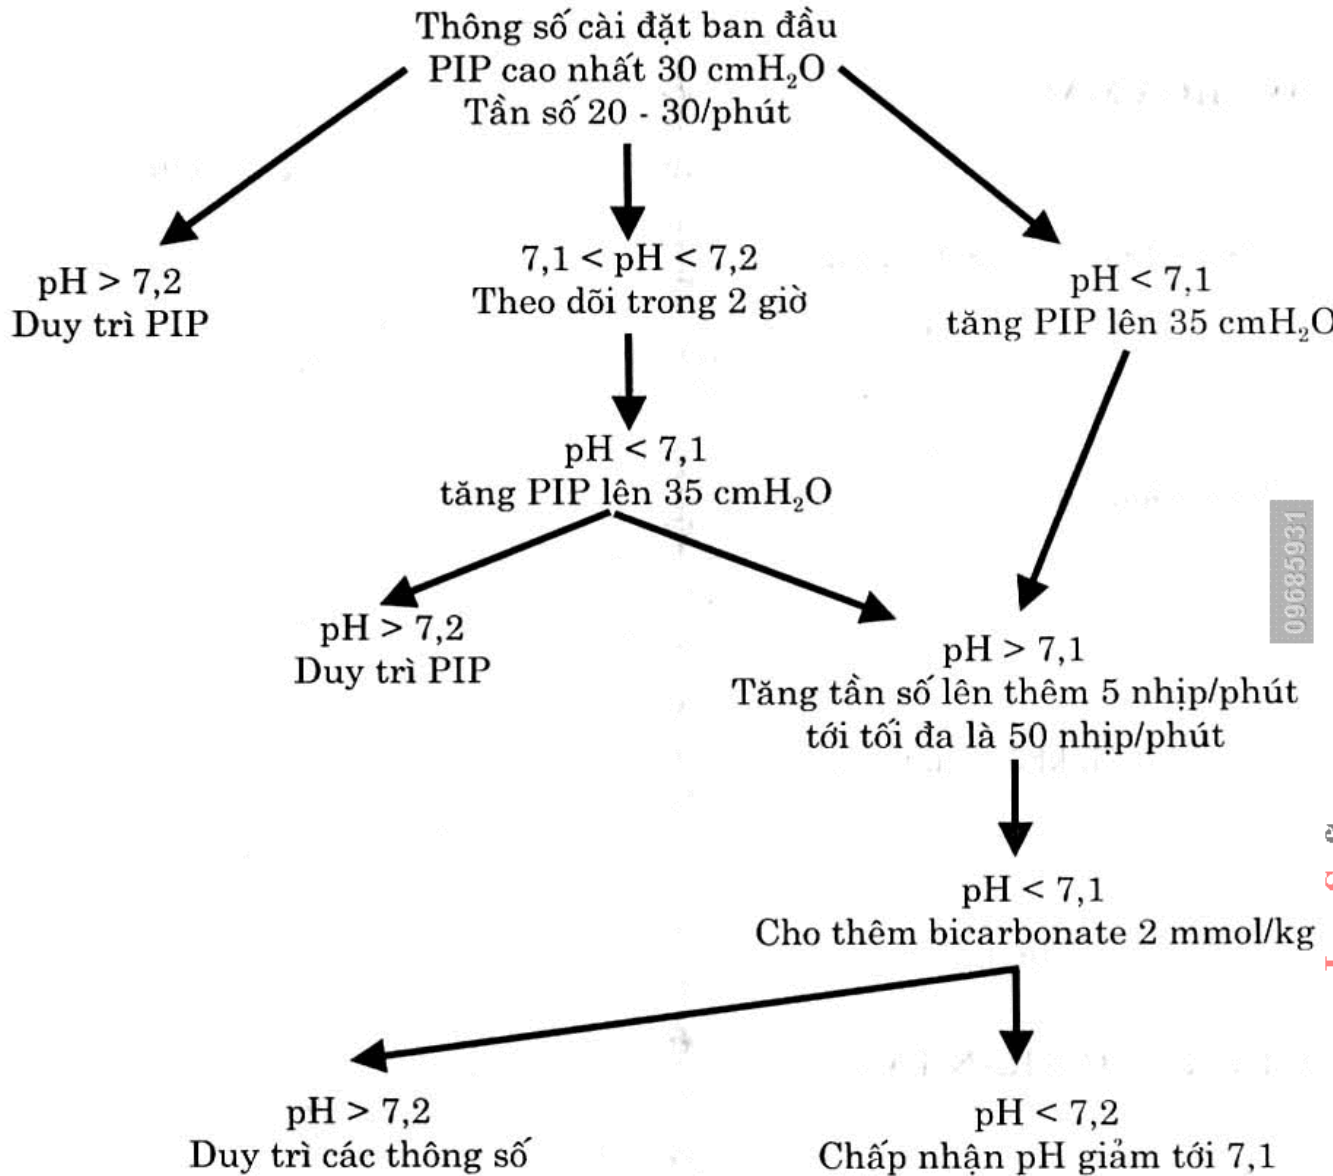 Thông số cài đặt ban đầu
PIP cao nhất 30 cmH₂O
Tần số 20 - 30/phút
pH > 7,2
Duy trì PIP
7,1 < pH < 7,2
Theo dõi trong 2 giờ
pH < 7,1
tăng PIP lên 35 cmH₂O
pH < 7,1
tăng PIP lên 35 cmH₂O
pH > 7,2
Duy trì PIP
pH > 7,1
Tăng tần số lên thêm 5 nhịp/phút
tới tối đa là 50 nhịp/phút
pH < 7,1
Cho thêm bicarbonate 2 mmol/kg
pH > 7,2
Duy trì các thông số
pH < 7,2
Chấp nhận pH giảm tới 7,1